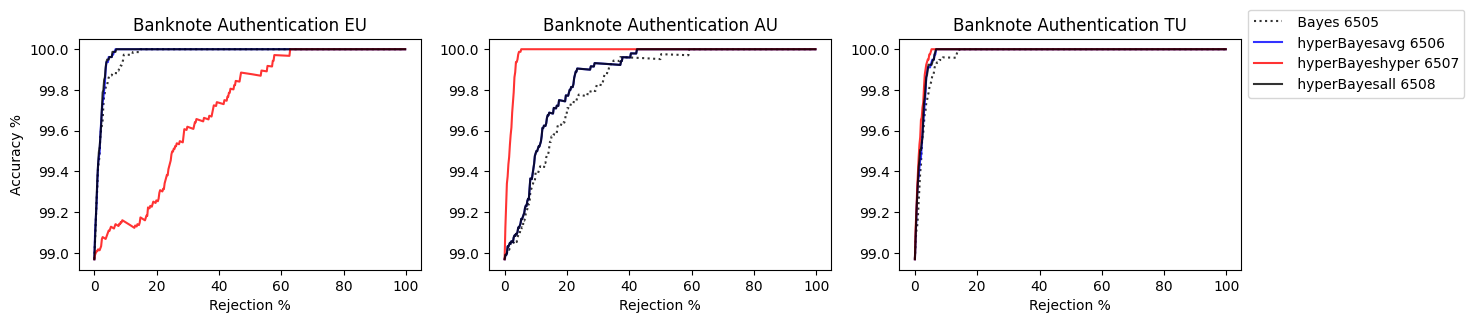 Banknote Authentication EU
Banknote Authentication AU
Banknote Authentication TU
Accuracy %
100.0
99.8
99.6
99.4
99.2
99.0
0 20 40 60 80 100
Rejection %
100.0
99.8
99.6
99.4
99.2
99.0
0 20 40 60 80 100
Rejection %
100.0
99.8
99.6
99.4
99.2
99.0
0 20 40 60 80 100
Rejection %
Bayes 6505
hyperBayesavg 6506
hyperBayeshyper 6507
hyperBayesall 6508